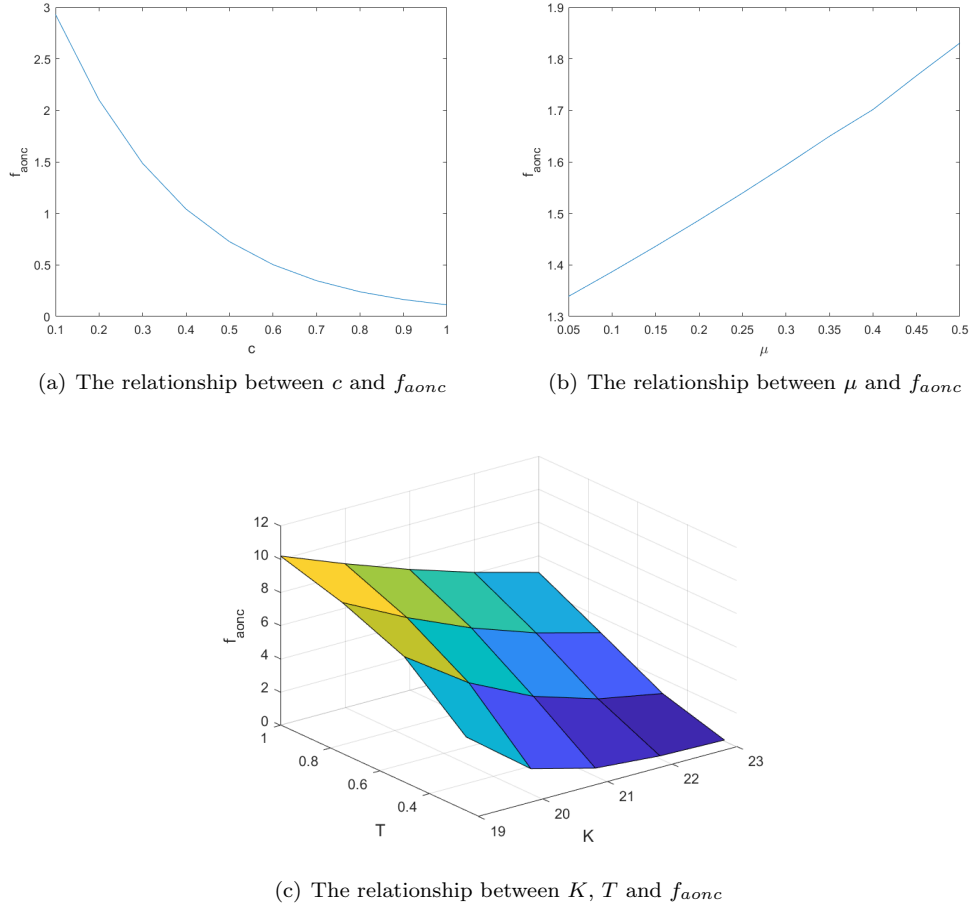 3
2.5
2
1.5
1
0.5
0
f_aonc
0.1 0.2 0.3 0.4 0.5 0.6 0.7 0.8 0.9 1
c
(a) The relationship between c and f_aonc
1.9
1.8
1.7
1.6
1.5
1.4
1.3
f_aonc
0.05 0.1 0.15 0.2 0.25 0.3 0.35 0.4 0.45 0.5
μ
(b) The relationship between μ and f_aonc
12
10
8
6
4
2
0
f_aonc
1
0.8
0.6
0.4
T
19
20
21
22
23
K
(c) The relationship between K, T and f_aonc